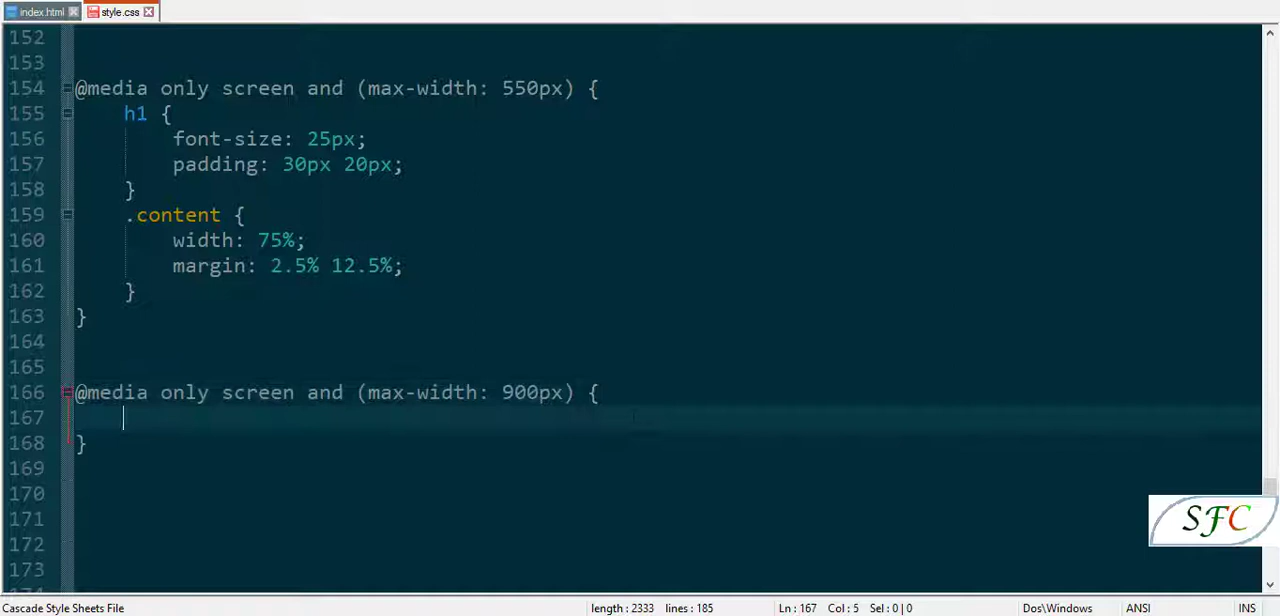 index.html style.css
152
153
154 @media only screen and (max-width: 550px) {
155 h1 {
156 font-size: 25px;
157 padding: 30px 20px;
158 }
159 .content {
160 width: 75%;
161 margin: 2.5% 12.5%;
162 }
163 }
164
165
166 @media only screen and (max-width: 900px) {
167
168 }
169
170
171
172
173
SFC
Cascade Style Sheets File length : 2333 lines : 185 Ln : 167 Col : 5 Sel : 0 | 0 Dos\Windows ANSI INS